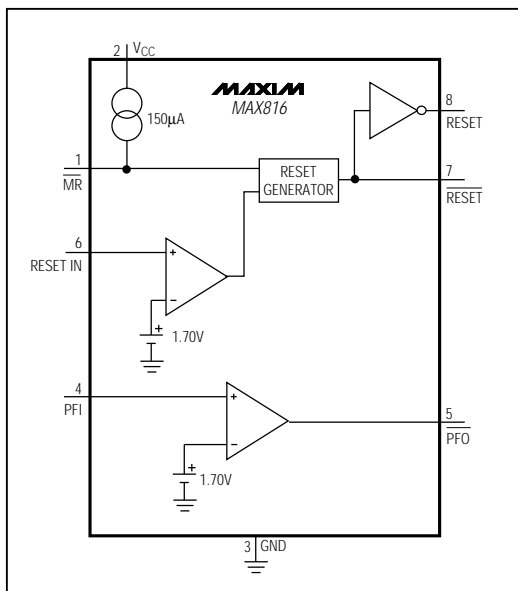 2 VCC
MAXIM
MAX816
8
150µA
RESET
1
MR
RESET
GENERATOR
7
RESET
6
RESET IN
+
−
+
1.70V
4
PFI
+
−
5
PFO
+
1.70V
3 GND